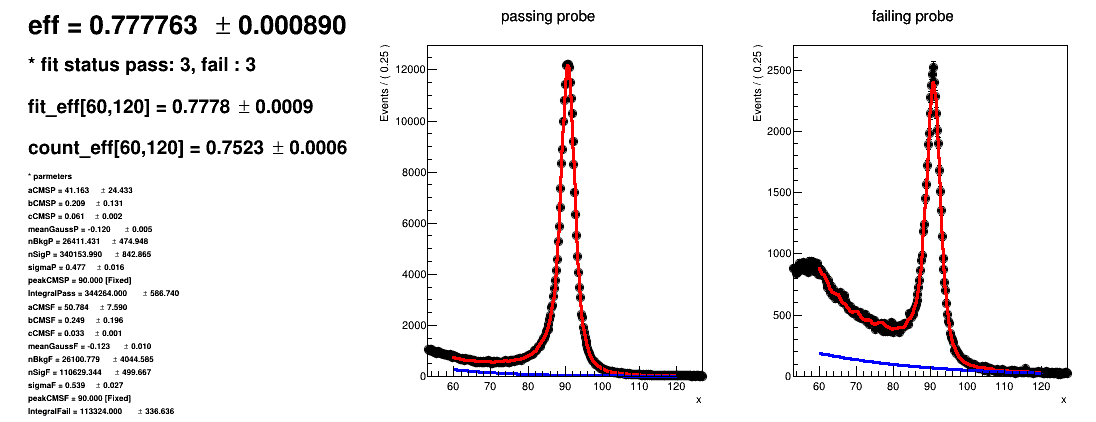 eff = 0.777763 ± 0.000890
* fit status pass: 3, fail : 3
fit_eff[60,120] = 0.7778 ± 0.0009
count_eff[60,120] = 0.7523 ± 0.0006
* parmeters
aCMSP = 41.163 ± 24.433
bCMSP = 0.209 ± 0.131
cCMSP = 0.061 ± 0.002
meanGaussP = -0.120 ± 0.005
nBkgP = 26411.431 ± 474.948
nSigP = 340153.990 ± 842.865
sigmaP = 0.477 ± 0.016
peakCMSP = 90.000 [Fixed]
IntegralPass = 344264.000 ± 586.740
aCMSF = 50.784 ± 7.590
bCMSF = 0.249 ± 0.196
cCMSF = 0.033 ± 0.001
meanGaussF = -0.123 ± 0.010
nBkgF = 26100.779 ± 4044.585
nSigF = 110629.344 ± 499.667
sigmaF = 0.539 ± 0.027
peakCMSF = 90.000 [Fixed]
IntegralFail = 113324.000 ± 336.636
passing probe
Events / ( 0.25 )
12000
10000
8000
6000
4000
2000
0
60 70 80 90 100 110 120
x
failing probe
Events / ( 0.25 )
2500
2000
1500
1000
500
0
60 70 80 90 100 110 120
x